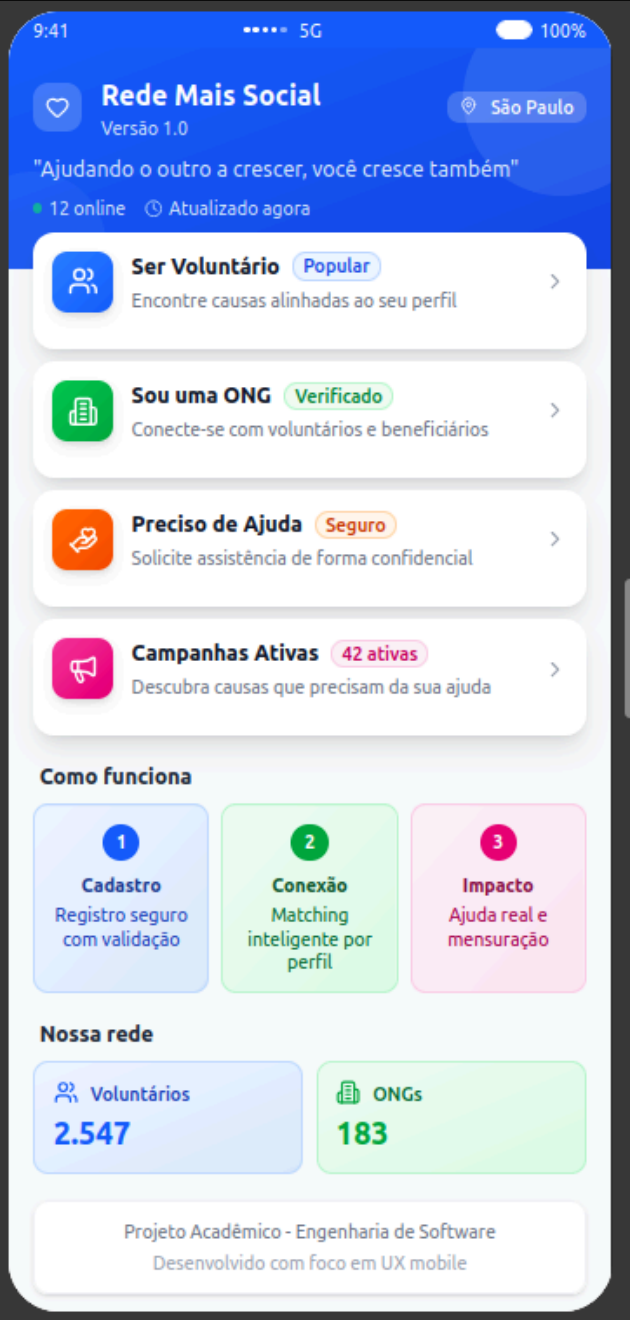 9:41
5G
100%
Rede Mais Social
São Paulo
Versão 1.0
"Ajudando o outro a crescer, você cresce também"
12 online
Atualizado agora
Ser Voluntário
Popular
Encontre causas alinhadas ao seu perfil
Sou uma ONG
Verificado
Conecte-se com voluntários e beneficiários
Preciso de Ajuda
Seguro
Solicite assistência de forma confidencial
Campanhas Ativas
42 ativas
Descubra causas que precisam da sua ajuda
Como funciona
1
Cadastro
Registro seguro
com validação
2
Conexão
Matching
inteligente por
perfil
3
Impacto
Ajuda real e
mensuração
Nossa rede
Voluntários
2.547
ONGs
183
Projeto Acadêmico - Engenharia de Software
Desenvolvido com foco em UX mobile